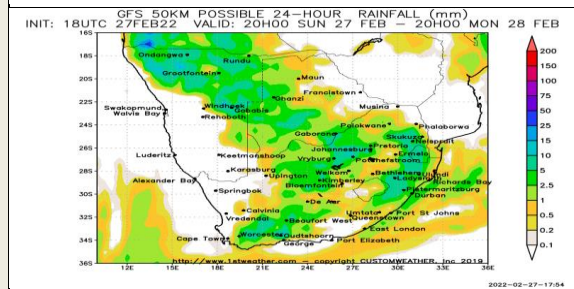 GFS 50KM POSSIBLE 24-HOUR RAINFALL (mm)
INIT: 18UTC 27FEB22 VALID: 20H00 SUN 27 FEB - 20H00 MON 28 FEB
16S
18S
20S
22S
24S
26S
28S
30S
32S
34S
36S
Ondangwa
Rundu
Grootfontein
Maun
Francistown
Ghanzi
Musina
Swakopmund
Walvis Bay
Windhoek
Gobabis
Rehoboth
Polokwane
Phalaborwa
Gaborone
Skukuza
Nelspruit
Pretoria
Johannesburg
Ermelo
Luderitz
Keetmanshoop
Vryburg
Potchefstroom
Karasburg
Welkom
Bethlehem
Ulundi
Upington
Kimberley
Ladysmith
Richards Bay
Alexander Bay
Bloemfontein
Pietermaritzburg
Springbok
Durban
De Aar
Calvinia
Umtata
Port St Johns
Vredendal
Beaufort West
Queenstown
East London
Cape Town
Worcester
Oudtshoorn
George
Port Elizabeth
http://www.1stweather.com - copyright CUSTOMWEATHER, Inc 2019
12E 15E 18E 21E 24E 27E 30E 33E 36E
200
150
100
75
50
25
15
10
5
2.5
1
0.5
0.2
0.1
2022-02-27-17:54